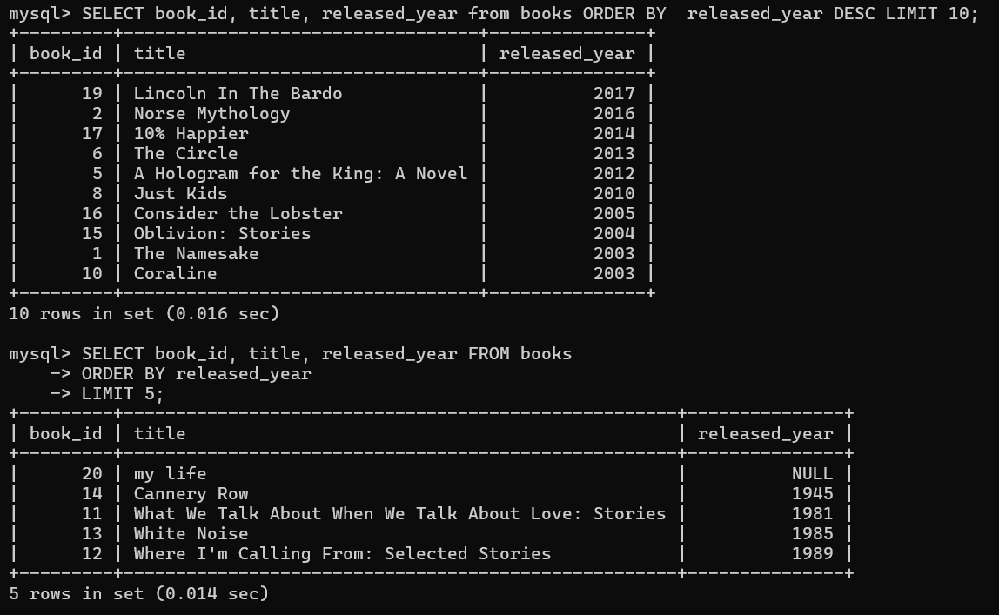 mysql> SELECT book_id, title, released_year from books ORDER BY  released_year DESC LIMIT 10;
+---------+----------------------------------+---------------+
| book_id | title                            | released_year |
+---------+----------------------------------+---------------+
|      19 | Lincoln In The Bardo             |          2017 |
|       2 | Norse Mythology                  |          2016 |
|      17 | 10% Happier                      |          2014 |
|       6 | The Circle                       |          2013 |
|       5 | A Hologram for the King: A Novel |          2012 |
|       8 | Just Kids                        |          2010 |
|      16 | Consider the Lobster             |          2005 |
|      15 | Oblivion: Stories                |          2004 |
|       1 | The Namesake                     |          2003 |
|      10 | Coraline                         |          2003 |
+---------+----------------------------------+---------------+
10 rows in set (0.016 sec)

mysql> SELECT book_id, title, released_year FROM books
    -> ORDER BY released_year
    -> LIMIT 5;
+---------+-----------------------------------------------------+---------------+
| book_id | title                                               | released_year |
+---------+-----------------------------------------------------+---------------+
|      20 | my life                                             |          NULL |
|      14 | Cannery Row                                         |          1945 |
|      11 | What We Talk About When We Talk About Love: Stories |          1981 |
|      13 | White Noise                                         |          1985 |
|      12 | Where I'm Calling From: Selected Stories            |          1989 |
+---------+-----------------------------------------------------+---------------+
5 rows in set (0.014 sec)